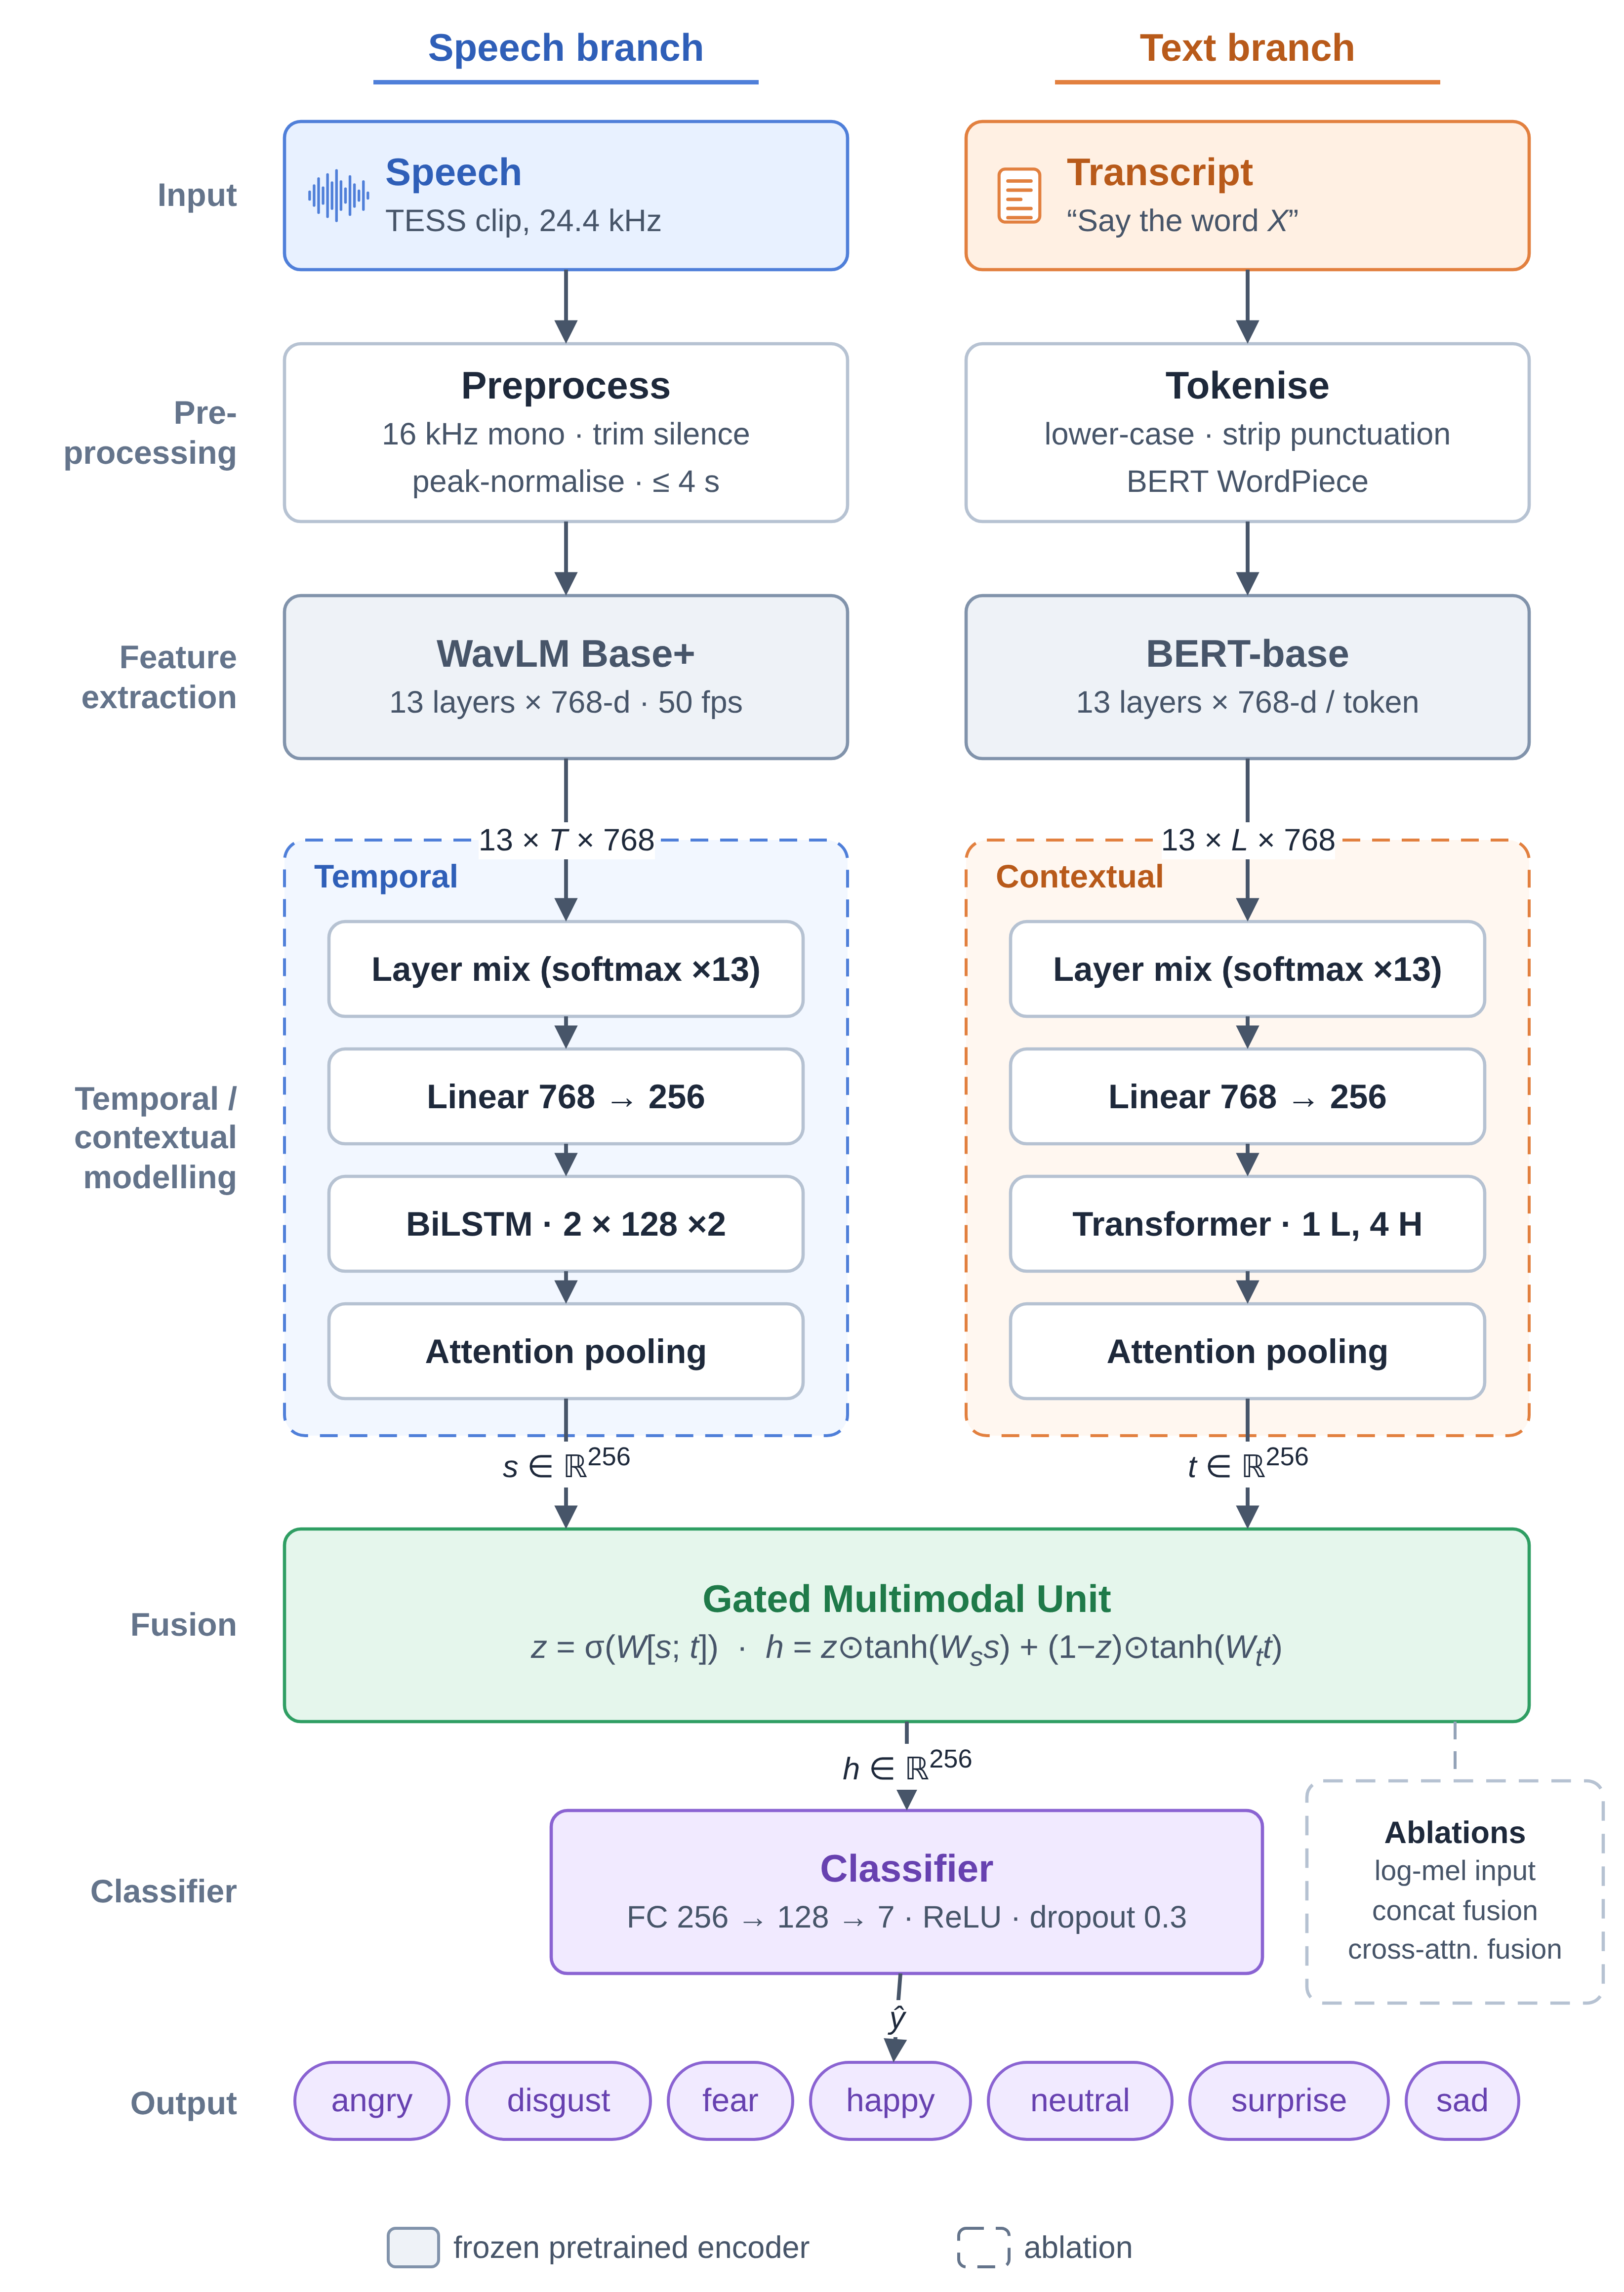 Speech branch
Text branch
Input
Speech
TESS clip, 24.4 kHz
Transcript
“Say the word X”
Pre-
processing
Preprocess
16 kHz mono · trim silence
peak-normalise · ≤ 4 s
Tokenise
lower-case · strip punctuation
BERT WordPiece
Feature
extraction
WavLM Base+
13 layers × 768-d · 50 fps
BERT-base
13 layers × 768-d / token
13 × T × 768
13 × L × 768
Temporal /
contextual
modelling
Temporal
Layer mix (softmax ×13)
Linear 768 → 256
BiLSTM · 2 × 128 ×2
Attention pooling
Contextual
Layer mix (softmax ×13)
Linear 768 → 256
Transformer · 1 L, 4 H
Attention pooling
s ∈ ℝ²⁵⁶
t ∈ ℝ²⁵⁶
Fusion
Gated Multimodal Unit
z = σ(W[s; t]) · h = z⊙tanh(Wₛs) + (1−z)⊙tanh(Wₜt)
h ∈ ℝ²⁵⁶
Classifier
Classifier
FC 256 → 128 → 7 · ReLU · dropout 0.3
Ablations
log-mel input
concat fusion
cross-attn. fusion
ŷ
Output
angry
disgust
fear
happy
neutral
surprise
sad
frozen pretrained encoder
ablation